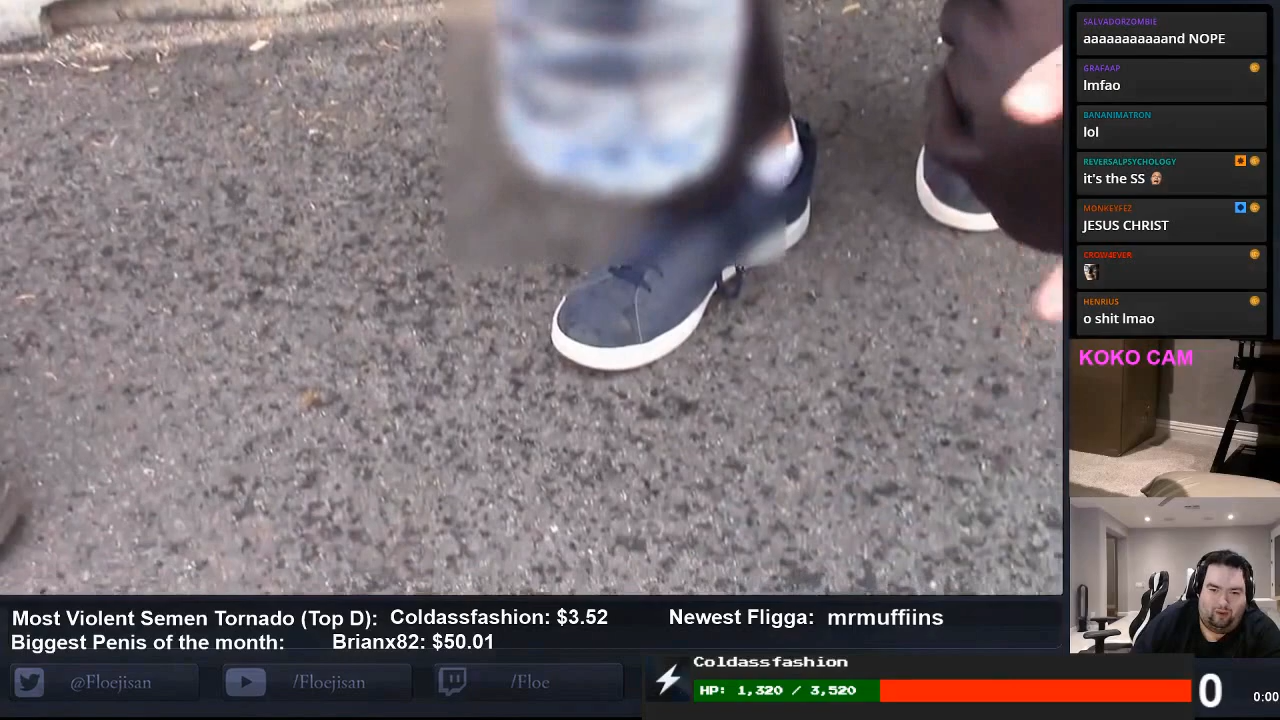 SALVADORZOMBIE
aaaaaaaaaaand NOPE
GRAFAAP
lmfao
BANANIMATRON
lol
REVERSALPSYCHOLOGY
it's the SS
MONKEYFEZ
JESUS CHRIST
CROW4EVER
HENRIUS
o shit lmao
KOKO CAM
Most Violent Semen Tornado (Top D): Coldassfashion: $3.52
Newest Fligga: mrmuffiins
Biggest Penis of the month: Brianx82: $50.01
@Floejisan
/Floejisan
/Floe
Coldassfashion
HP: 1,320 / 3,520
0
0:00